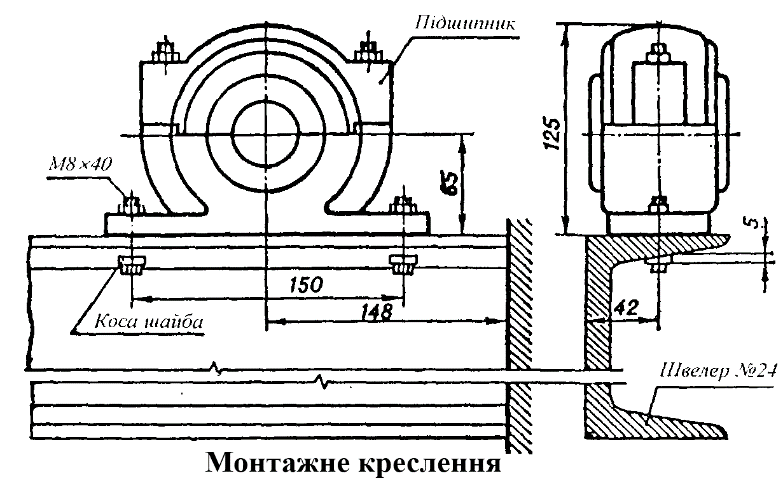 Підшипник
М8×40
65
125
5
150
148
42
Коса шайба
Швелер №24
Монтажне креслення